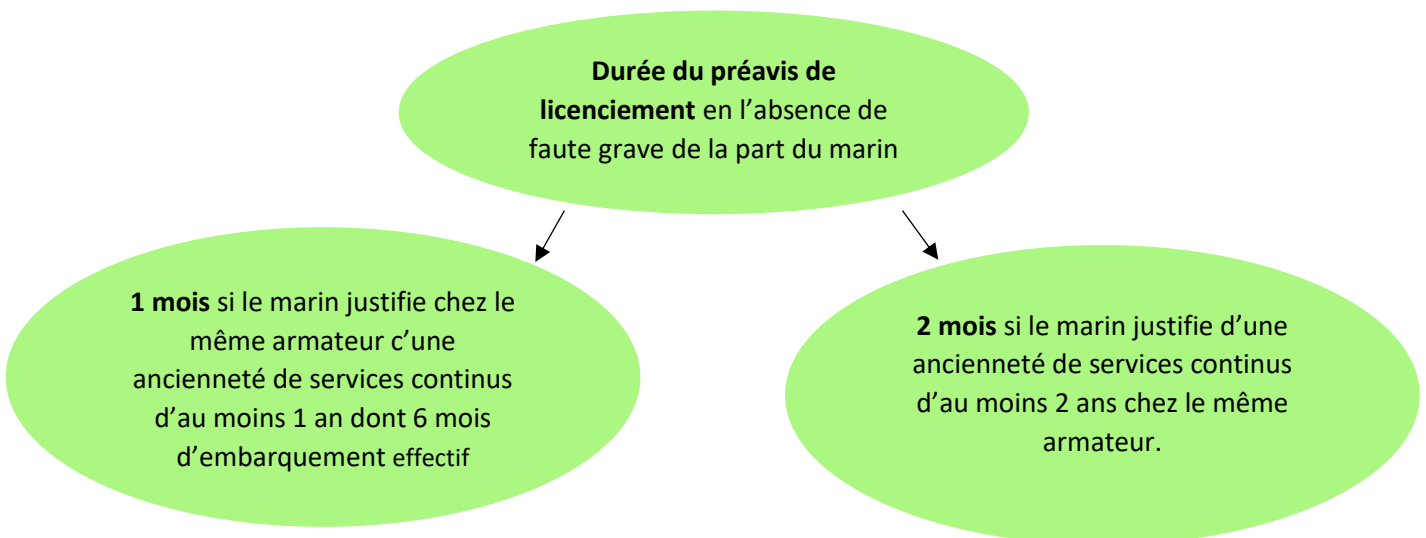 Durée du préavis de
licenciement en l’absence de
faute grave de la part du marin
1 mois si le marin justifie chez le
même armateur c’une
ancienneté de services continus
d’au moins 1 an dont 6 mois
d’embarquement effectif
2 mois si le marin justifie d’une
ancienneté de services continus
d’au moins 2 ans chez le même
armateur.